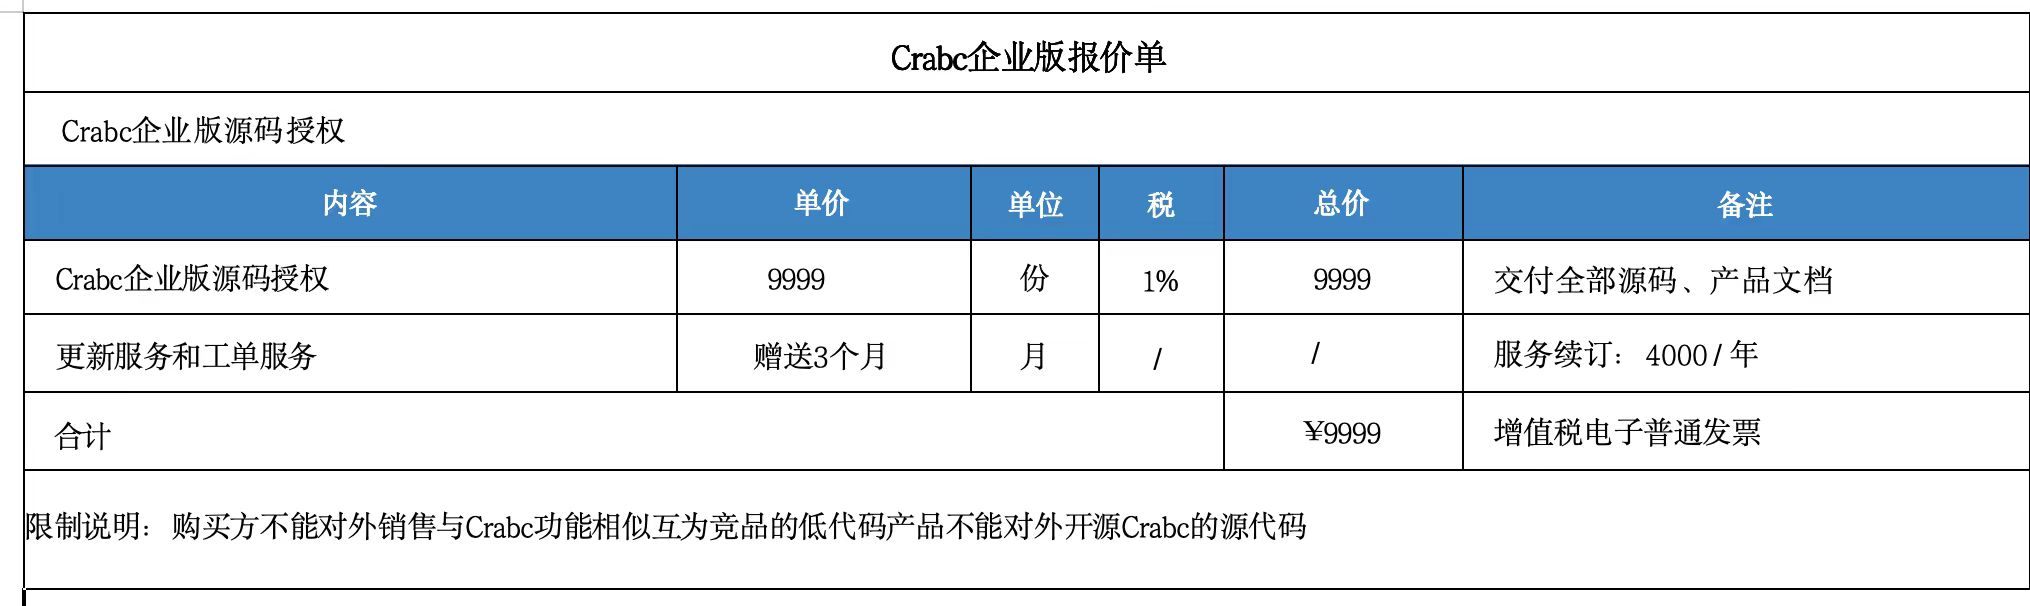 Crabc企业版报价单
Crabc企业版源码授权
内容 单价 单位 税 总价 备注
Crabc企业版源码授权 9999 份 1% 9999 交付全部源码、产品文档
更新服务和工单服务 赠送3个月 月 / / 服务续订：4000 / 年
合计 ¥9999 增值税电子普通发票
限制说明：购买方不能对外销售与Crabc功能相似互为竞品的低代码产品不能对外开源Crabc的源代码